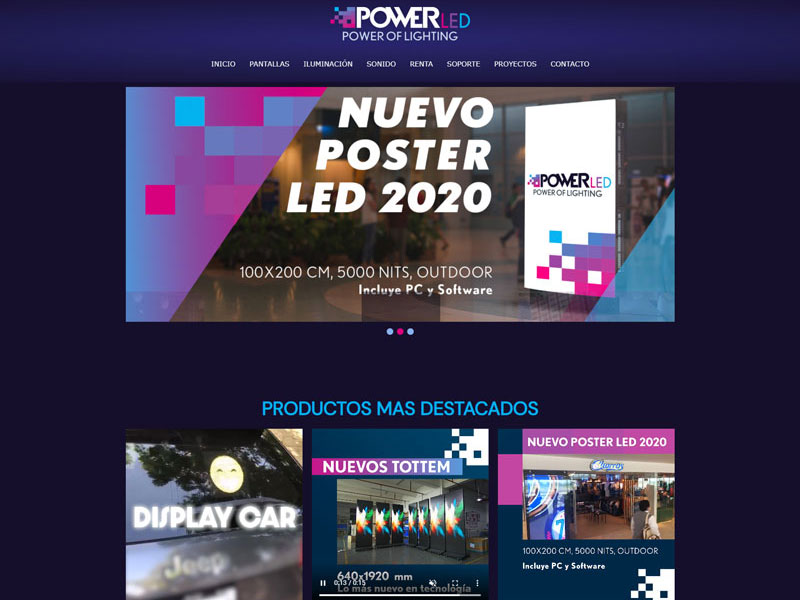 POWERLED
POWER OF LIGHTING
INICIO PANTALLAS ILUMINACIÓN SONIDO RENTA SOPORTE PROYECTOS CONTACTO
NUEVO
POSTER
LED 2020
POWERLED
POWER OF LIGHTING
100X200 CM, 5000 NITS, OUTDOOR
Incluye PC y Software
PRODUCTOS MAS DESTACADOS
DISPLAY CAR
Jeep
NUEVOS TOTTEM
640x1920 mm
Lo más nuevo en tecnología
0:13 / 0:15
NUEVO POSTER LED 2020
100X200 CM, 5000 NITS, OUTDOOR
Incluye PC y Software